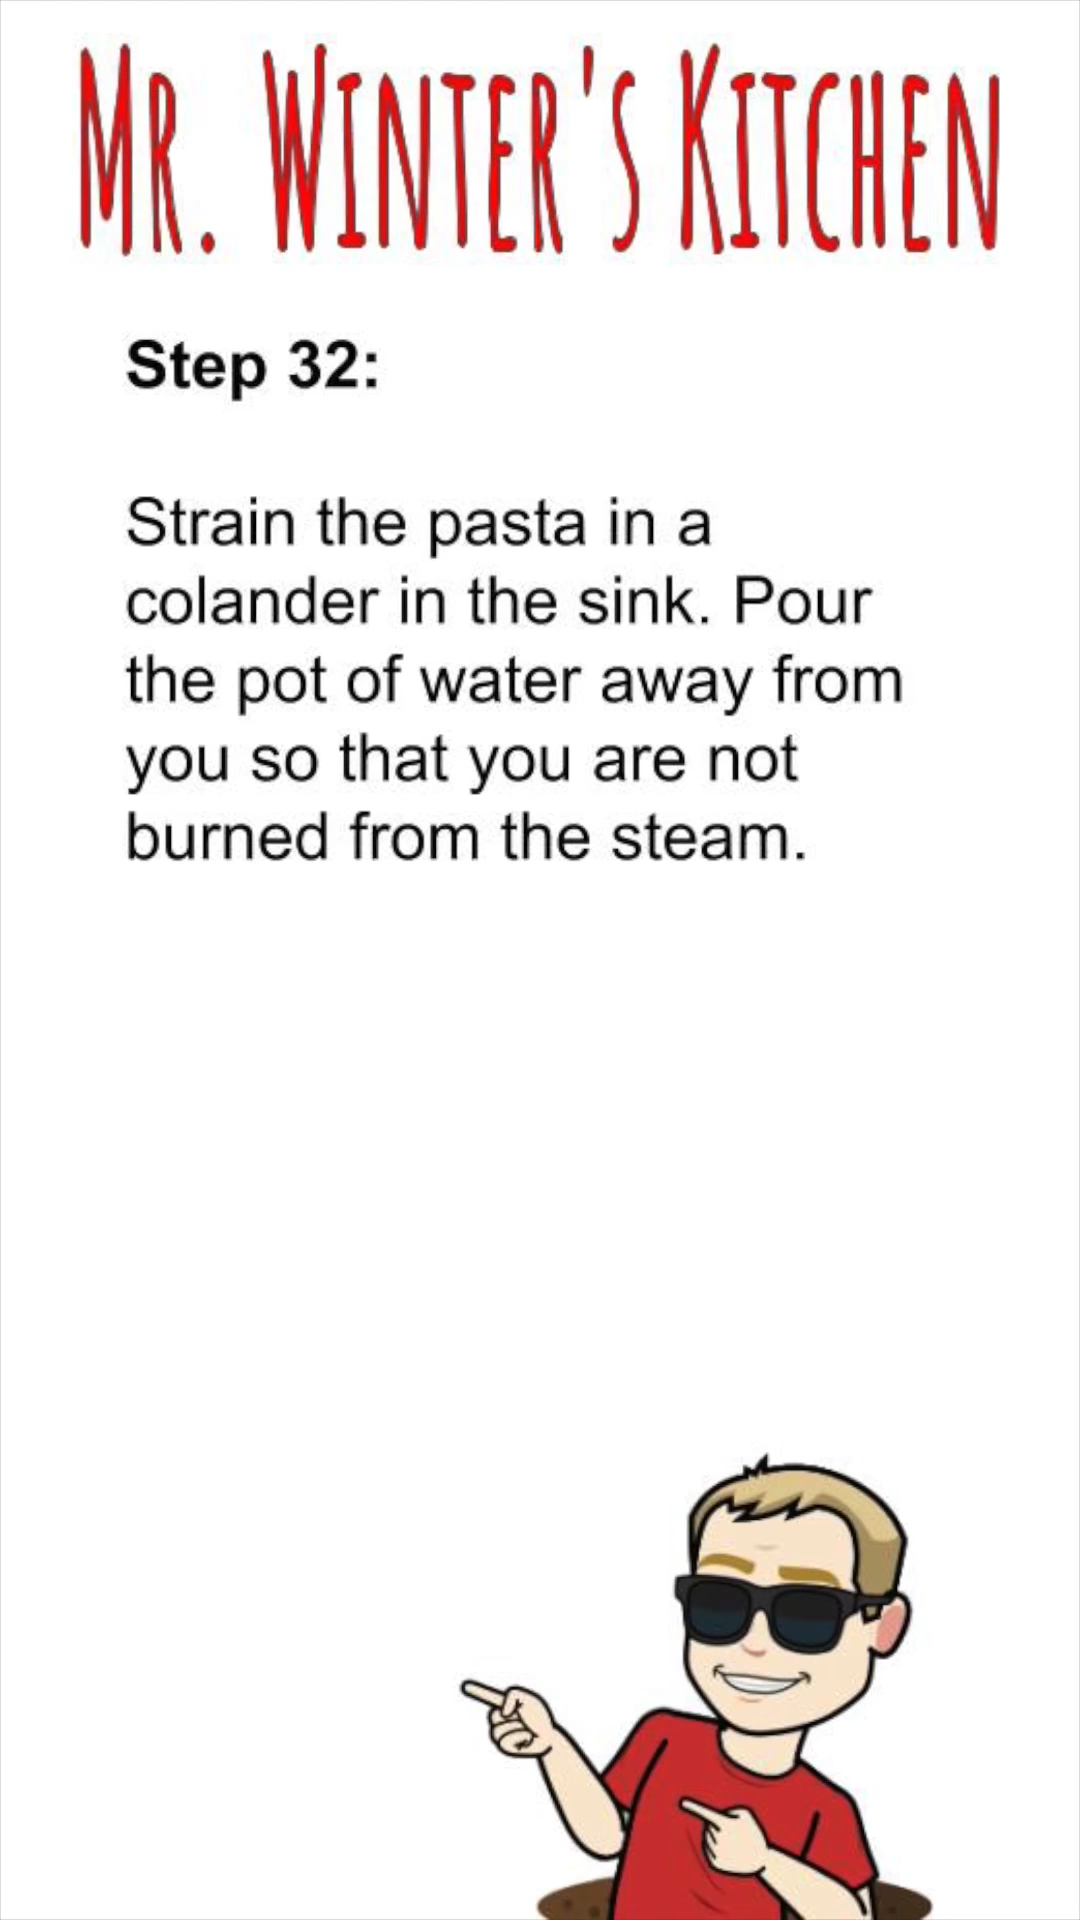 Mr. Winter's Kitchen
Step 32:
Strain the pasta in a
colander in the sink. Pour
the pot of water away from
you so that you are not
burned from the steam.